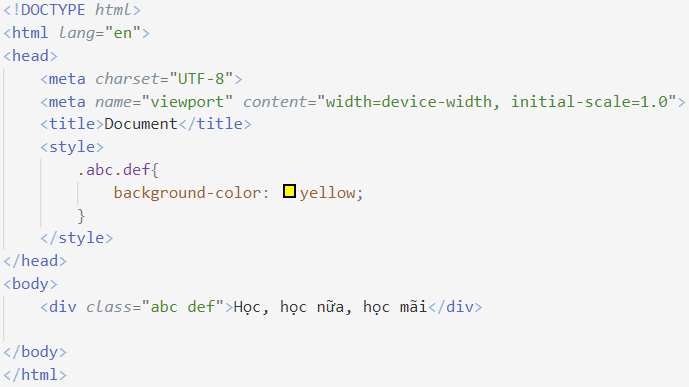 <!DOCTYPE html>
<html lang="en">
<head>
    <meta charset="UTF-8">
    <meta name="viewport" content="width=device-width, initial-scale=1.0">
    <title>Document</title>
    <style>
        .abc.def{
            background-color: yellow;
        }
    </style>
</head>
<body>
    <div class="abc def">Học, học nữa, học mãi</div>

</body>
</html>